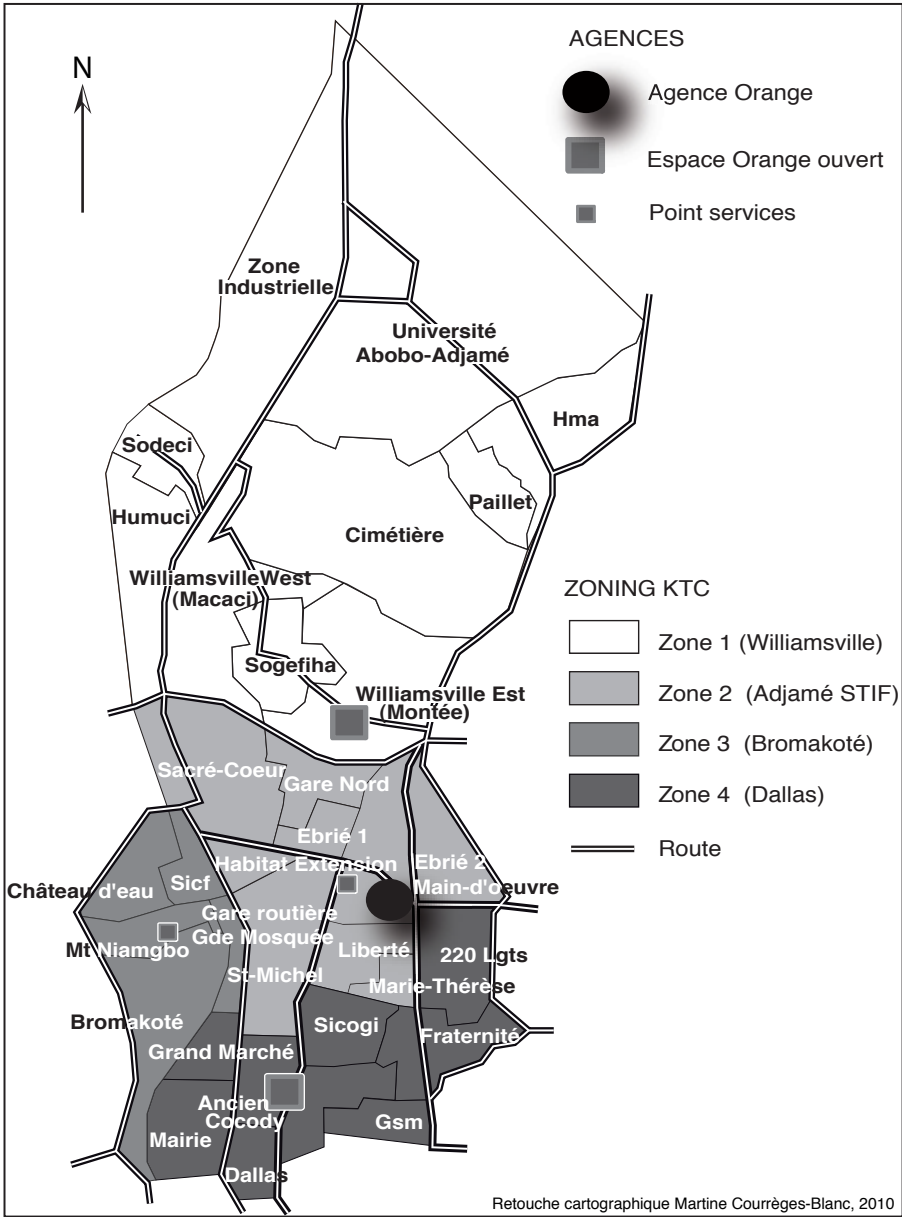 AGENCES
N
Agence Orange
Espace Orange ouvert
Point services
Zone
Industrielle
Université
Abobo-Adjamé
Hma
Sodeci
Paillet
Humuci
Cimétière
WilliamsvilleWest
(Macaci)
ZONING KTC
Zone 1 (Williamsville)
Sogefiha
Williamsville Est
(Montée)
Zone 2 (Adjamé STIF)
Zone 3 (Bromakoté)
Sacré-Coeur
Gare Nord
Zone 4 (Dallas)
Ebrié 1
Route
Habitat Extension
Ebrié 2
Château d'eau
Sicf
Main-d'oeuvre
Gare routière
Gde Mosquée
Mt Niamgbo
Liberté
220 Lgts
St-Michel
Marie-Thérèse
Bromakoté
Sicogi
Fraternité
Grand Marché
Ancien
Cocody
Gsm
Mairie
Dallas
Retouche cartographique Martine Courrèges-Blanc, 2010